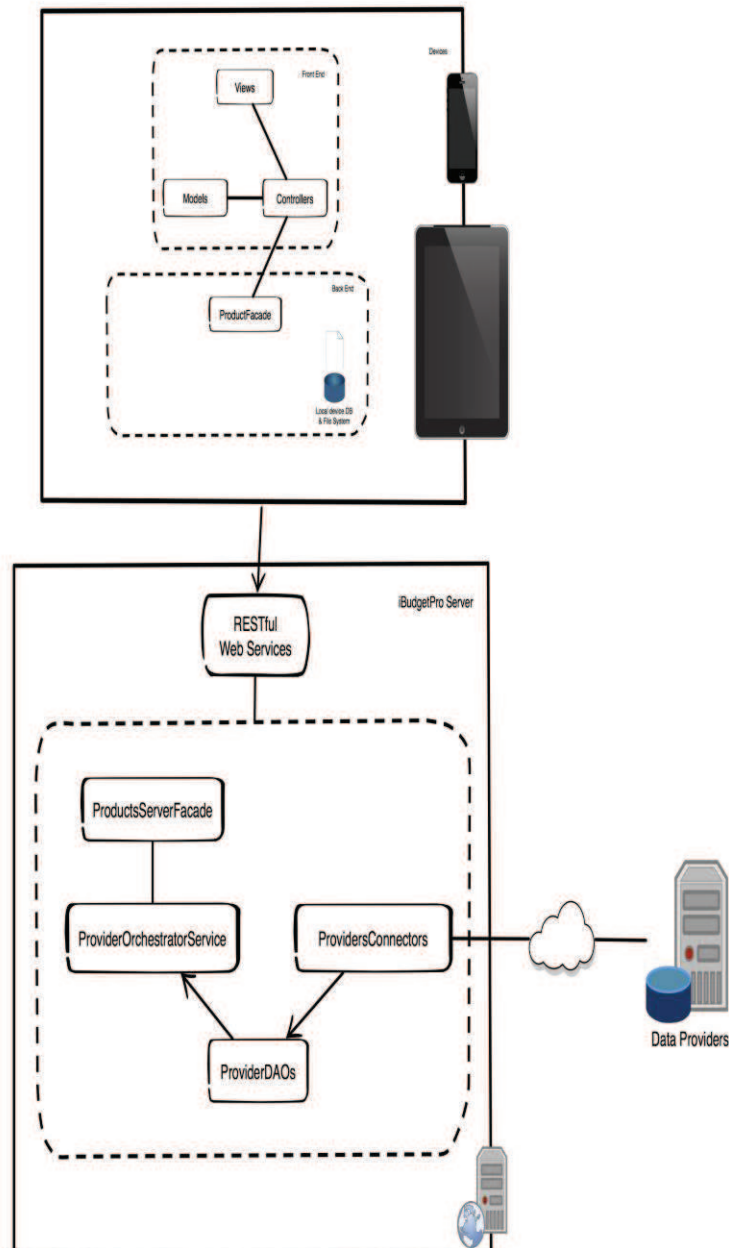 Devices
Front End
Views
Models
Controllers
Back End
ProductFacade
Local device DB
& File System
iBudgetPro Server
RESTful
Web Services
ProductsServerFacade
ProviderOrchestratorService
ProvidersConnectors
ProviderDAOs
Data Providers